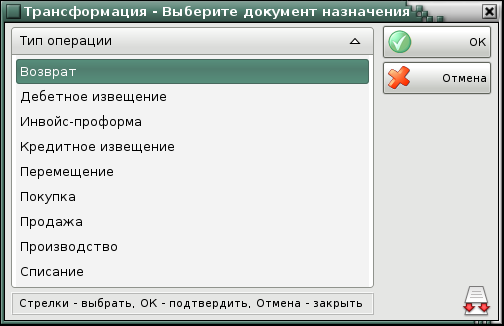 Трансформация - Выберите документ назначения
Тип операции
OK
Возврат
Отмена
Дебетное извещение
Инвойс-проформа
Кредитное извещение
Перемещение
Покупка
Продажа
Производство
Списание
Стрелки - выбрать, ОК - подтвердить, Отмена - закрыть